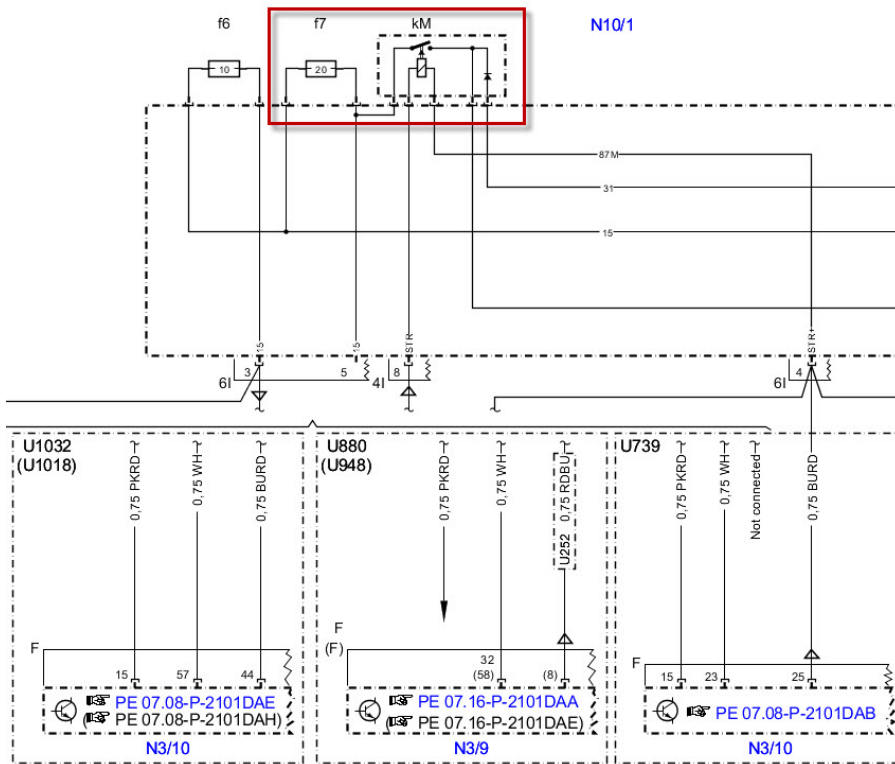 f6 f7 kM N10/1
10 20
87M
31
15
15 15 STR STR+
3 5 8 4
6I 4I 6I
U1032 U880 U739
(U1018) (U948)
0,75 PKRD 0,75 WH 0,75 BURD 0,75 PKRD 0,75 WH U252 0,75 RDBU 0,75 PKRD 0,75 WH Not connected 0,75 BURD
F F F
(F)
15 57 44 32 15 23 25
(58) (8)
PE 07.08-P-2101DAE PE 07.16-P-2101DAA PE 07.08-P-2101DAB
( PE 07.08-P-2101DAH) ( PE 07.16-P-2101DAE)
N3/10 N3/9 N3/10